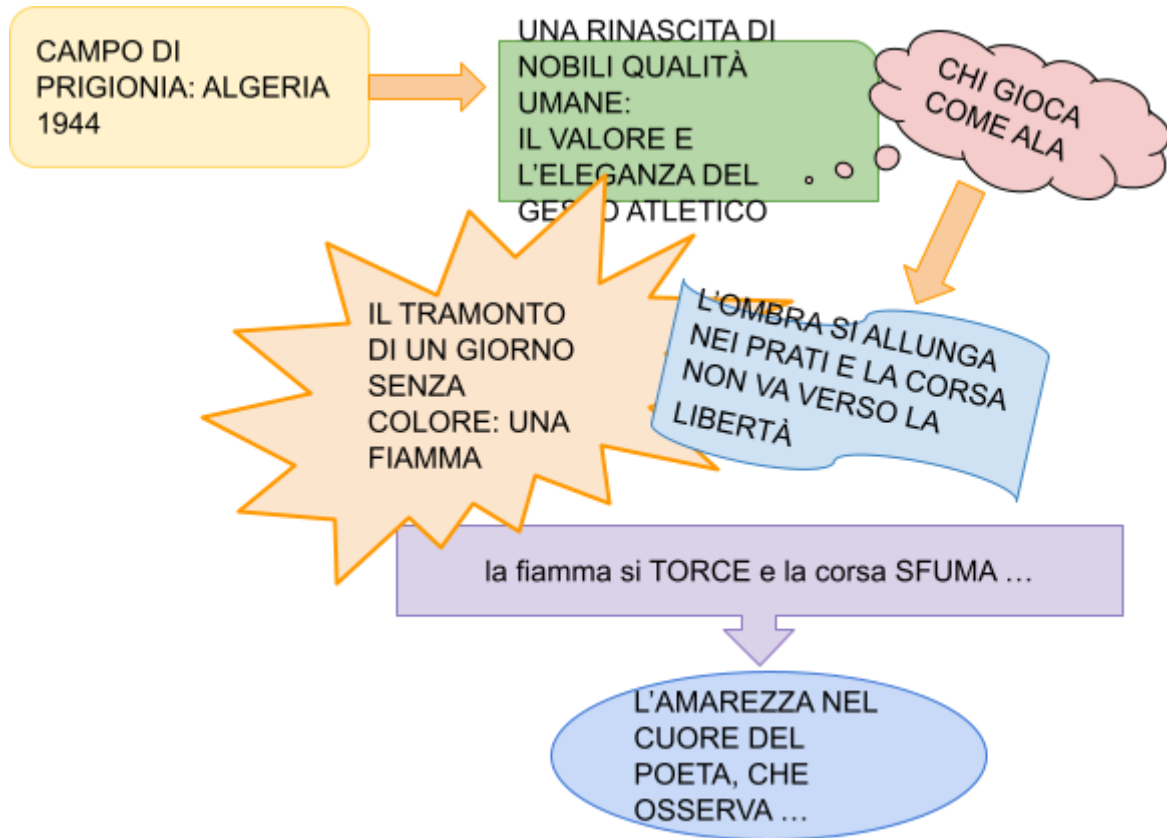 CAMPO DI
PRIGIONIA: ALGERIA
1944
UNA RINASCITA DI
NOBILI QUALITÀ
UMANE:
IL VALORE E
L'ELEGANZA DEL
GESTO ATLETICO
CHI GIOCA
COME ALA
IL TRAMONTO
DI UN GIORNO
SENZA
COLORE: UNA
FIAMMA
L'OMBRA SI ALLUNGA
NEI PRATI E LA CORSA
NON VA VERSO LA
LIBERTÀ
la fiamma si TORCE e la corsa SFUMA …
L'AMAREZZA NEL
CUORE DEL
POETA, CHE
OSSERVA …